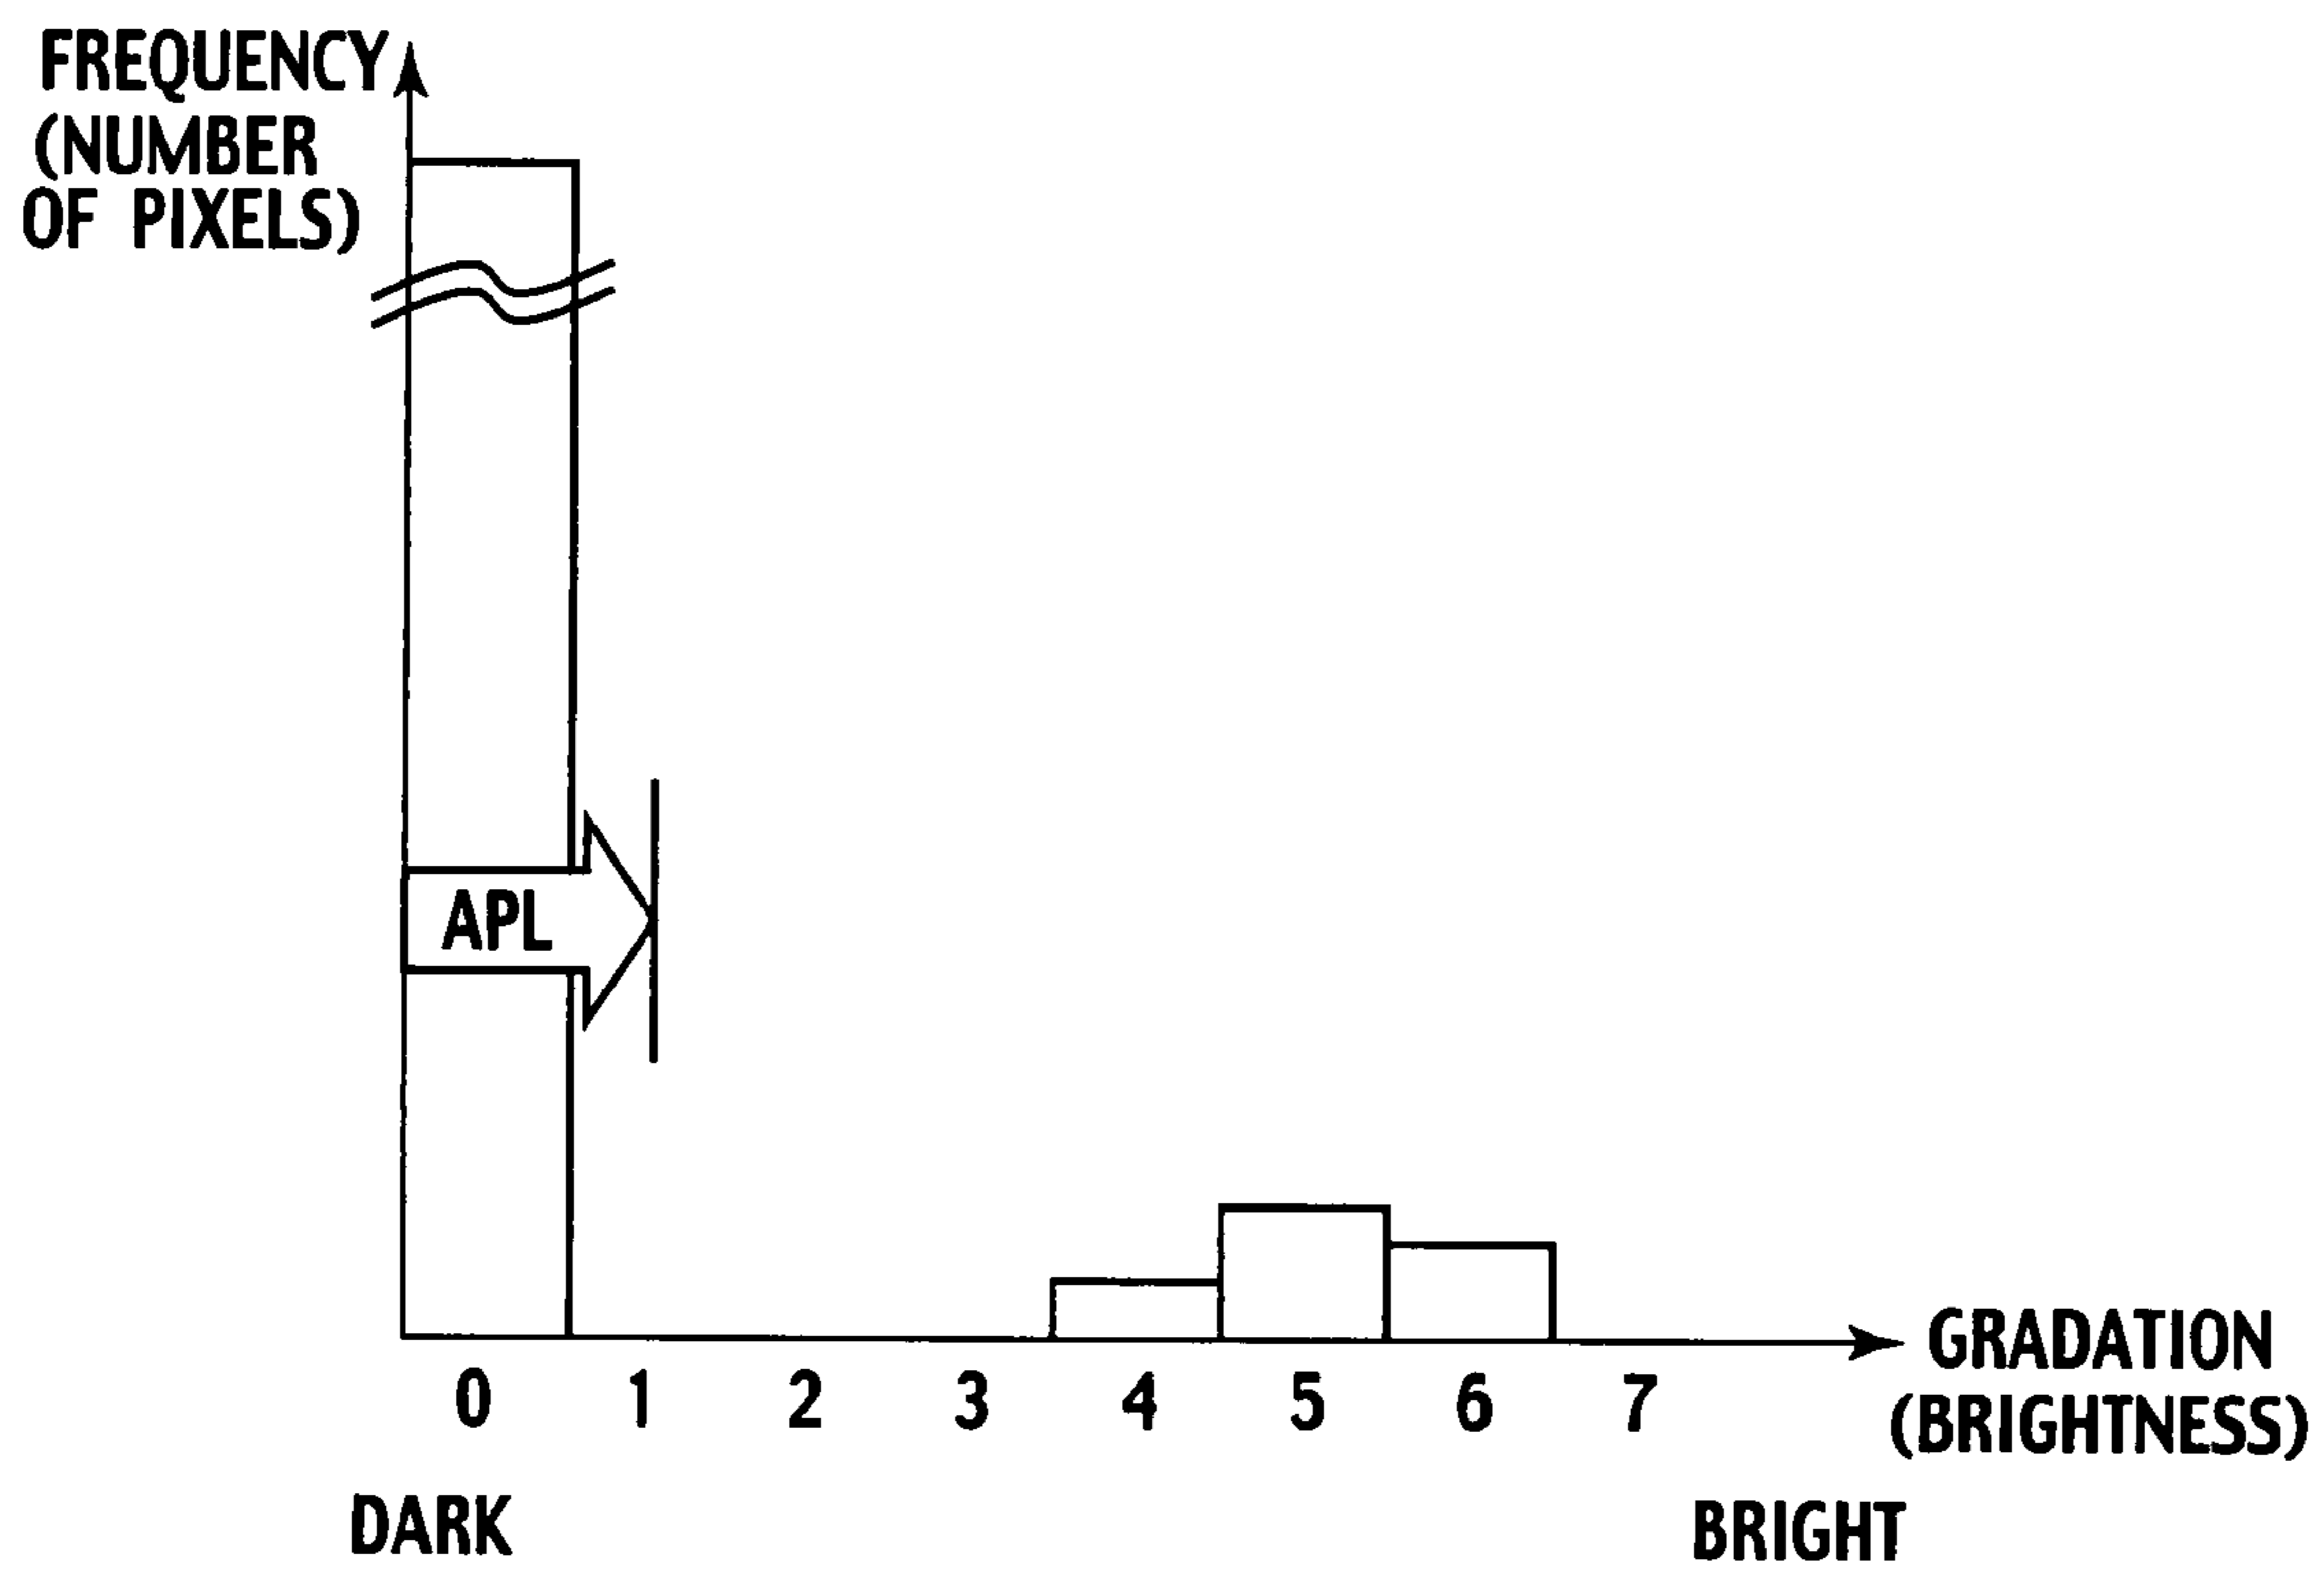 FREQUENCY
(NUMBER
OF PIXELS)
APL
0 1 2 3 4 5 6 7
GRADATION
(BRIGHTNESS)
DARK BRIGHT